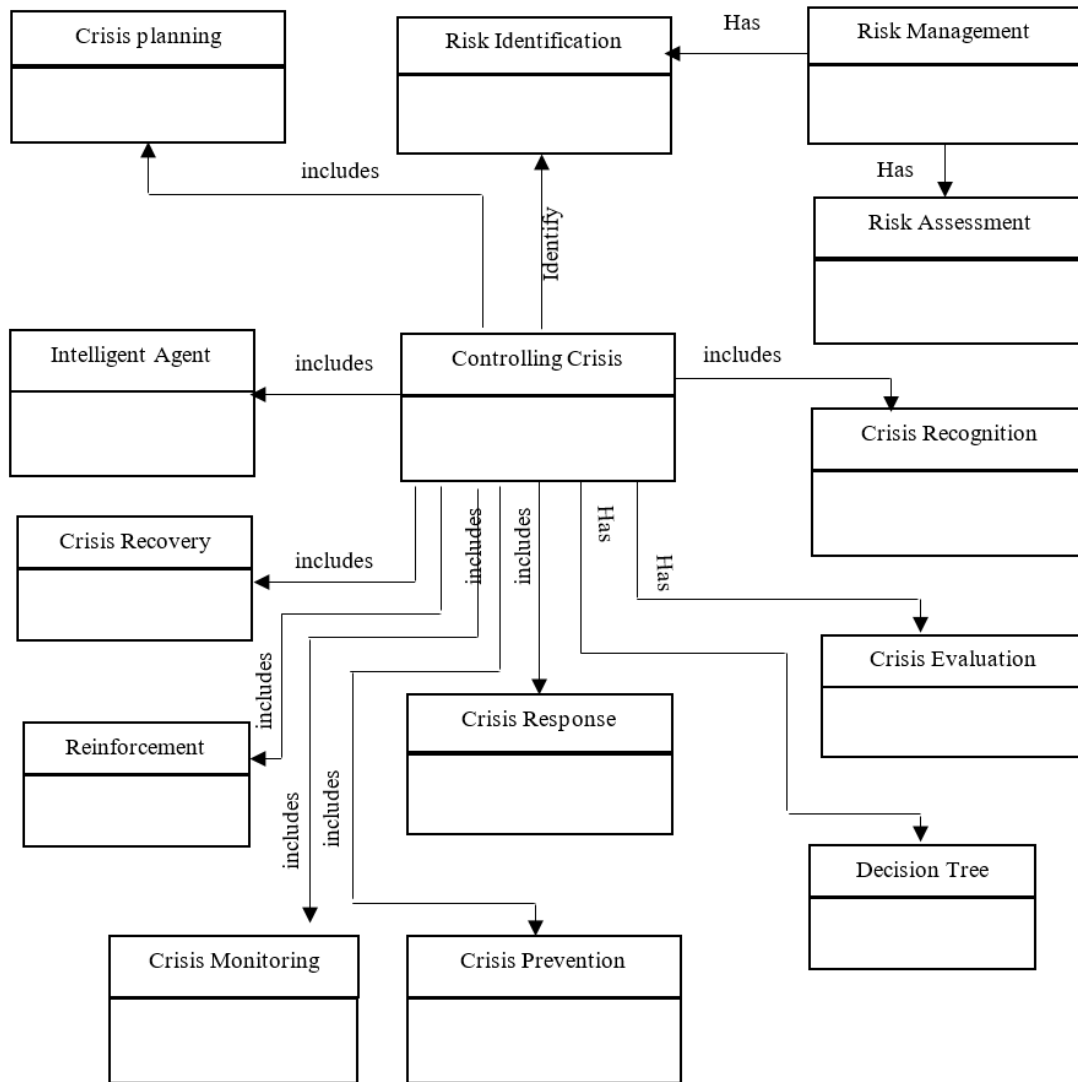 Crisis planning
Risk Identification
Has
Risk Management
includes
Has
Identify
Risk Assessment
Intelligent Agent
includes
Controlling Crisis
includes
Crisis Recognition
Crisis Recovery
includes
includes
includes
Has
Has
Crisis Evaluation
includes
Reinforcement
Crisis Response
includes
includes
Decision Tree
Crisis Monitoring
Crisis Prevention